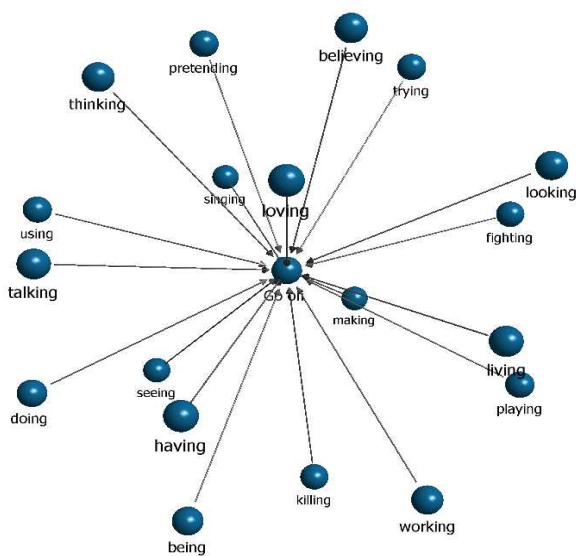 believing
pretending
trying
thinking
looking
singing
loving
using
fighting
talking
Go on
making
living
seeing
playing
doing
having
killing
working
being